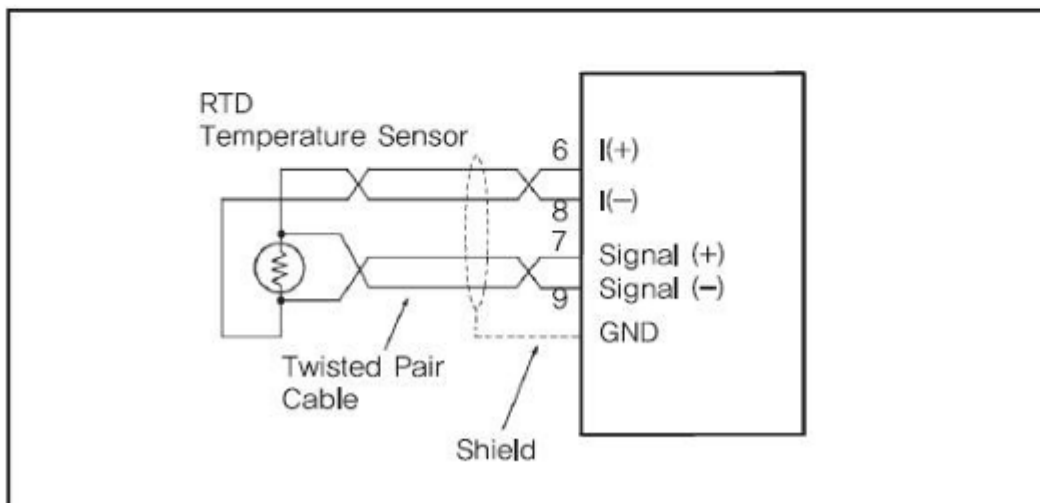 RTD
Temperature Sensor
6 I(+)
8 I(−)
7 Signal (+)
9 Signal (−)
GND
Twisted Pair
Cable
Shield